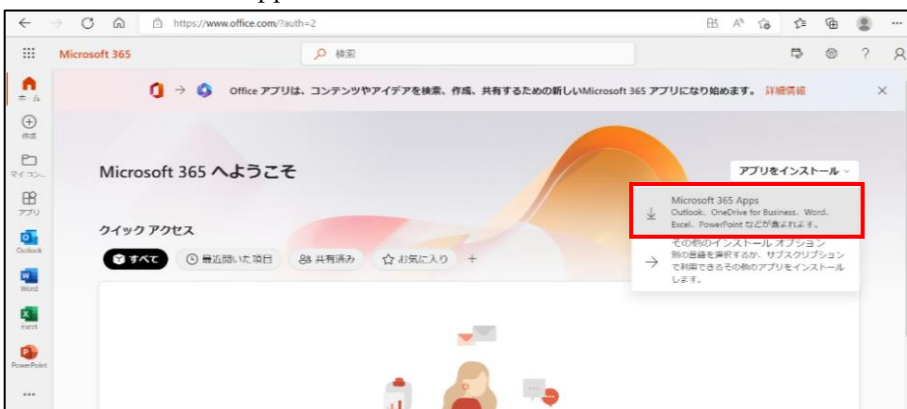 App
https://www.office.com/?auth=2
Microsoft 365
検索
ホーム
Office アプリは、コンテンツやアイデアを検索、作成、共有するための新しいMicrosoft 365 アプリになり始めます。 詳細情報
作成
マイ コン...
Microsoft 365 へようこそ
アプリをインストール
アプリ
Microsoft 365 Apps
Outlook、OneDrive for Business、Word、
Excel、PowerPoint などが含まれます。
クイック アクセス
その他のインストール オプション
別の言語を選択するか、サブスクリプション
で利用できるその他のアプリをインストール
します。
Outlook
すべて
最近開いた項目
共有済み
お気に入り
Word
Excel
PowerPoint